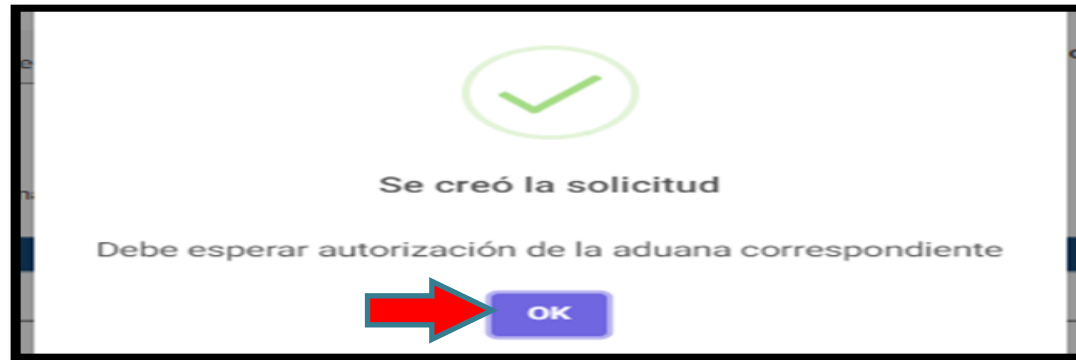 Se creó la solicitud
Debe esperar autorización de la aduana correspondiente
OK